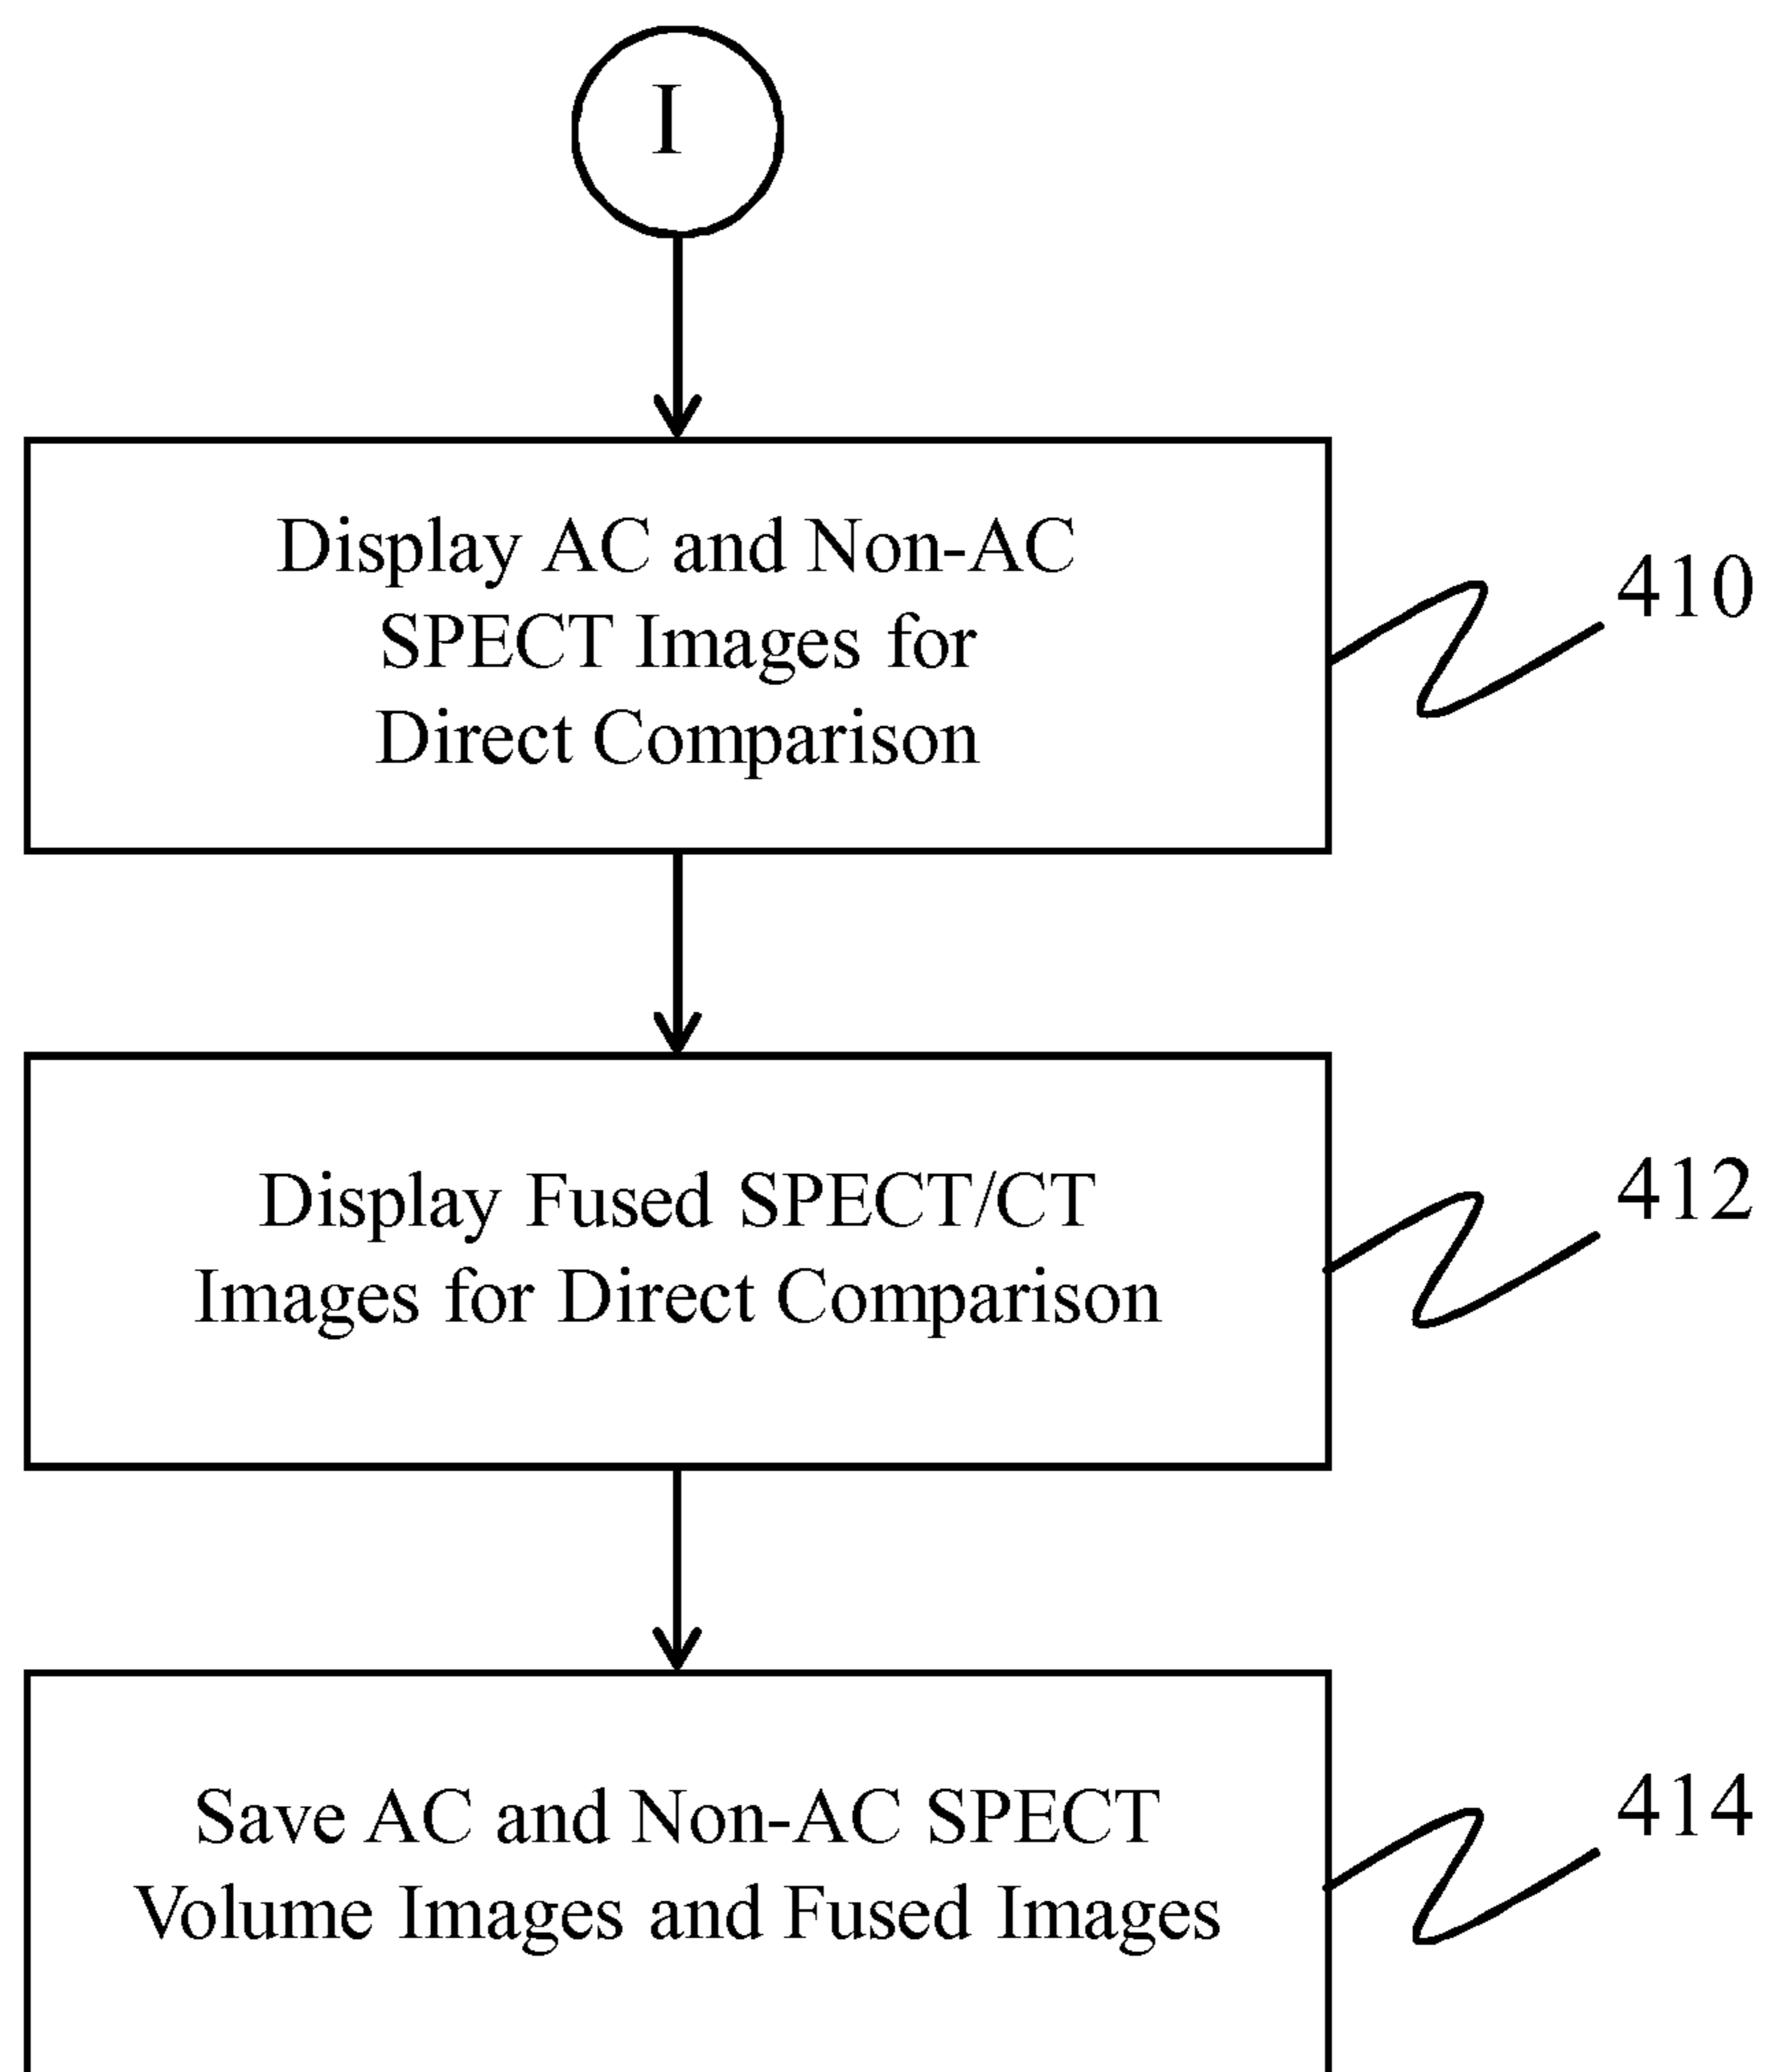 I
Display AC and Non-AC
SPECT Images for
Direct Comparison
410
Display Fused SPECT/CT
Images for Direct Comparison
412
Save AC and Non-AC SPECT
Volume Images and Fused Images
414